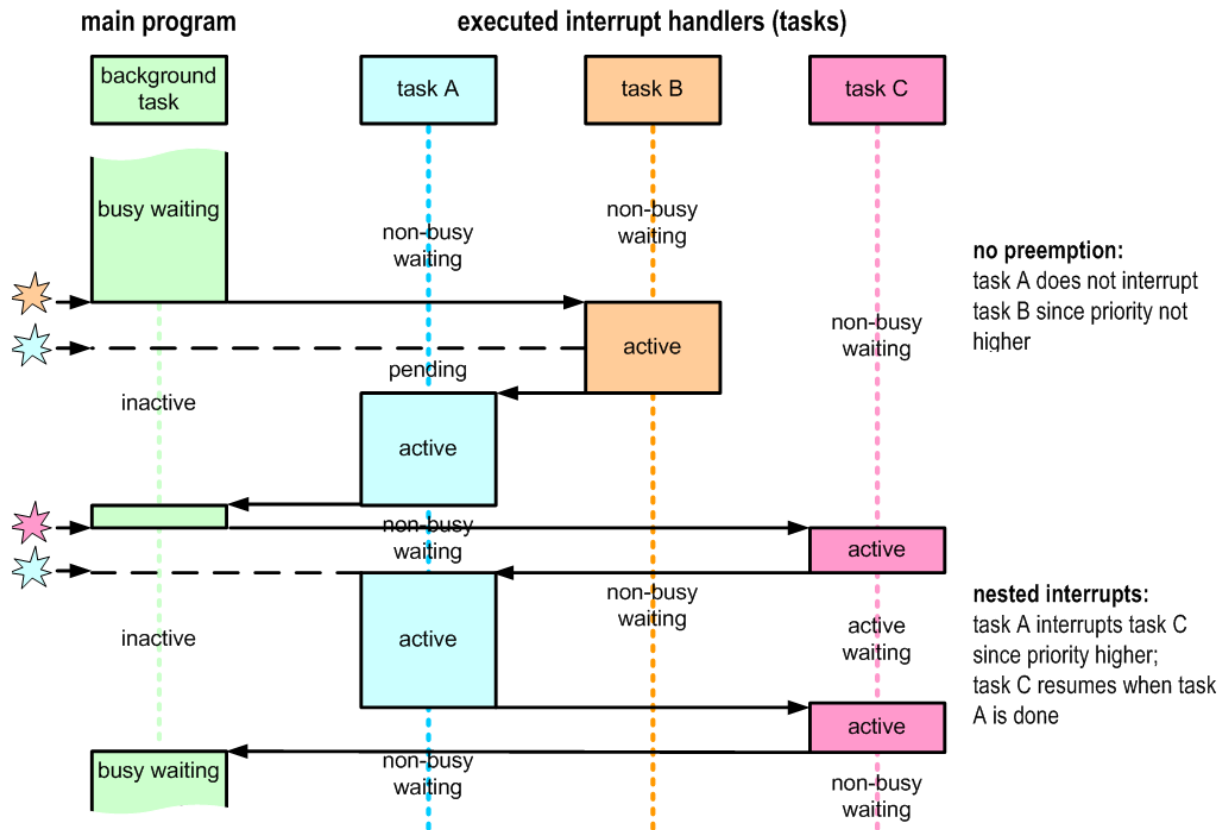 main program
executed interrupt handlers (tasks)
background
task
task A
task B
task C
busy waiting
non-busy
waiting
non-busy
waiting
no preemption:
task A does not interrupt
task B since priority not
higher
non-busy
waiting
active
pending
inactive
active
non-busy
waiting
active
non-busy
waiting
nested interrupts:
task A interrupts task C
since priority higher;
task C resumes when task
A is done
inactive
active
active
waiting
active
busy waiting
non-busy
waiting
non-busy
waiting